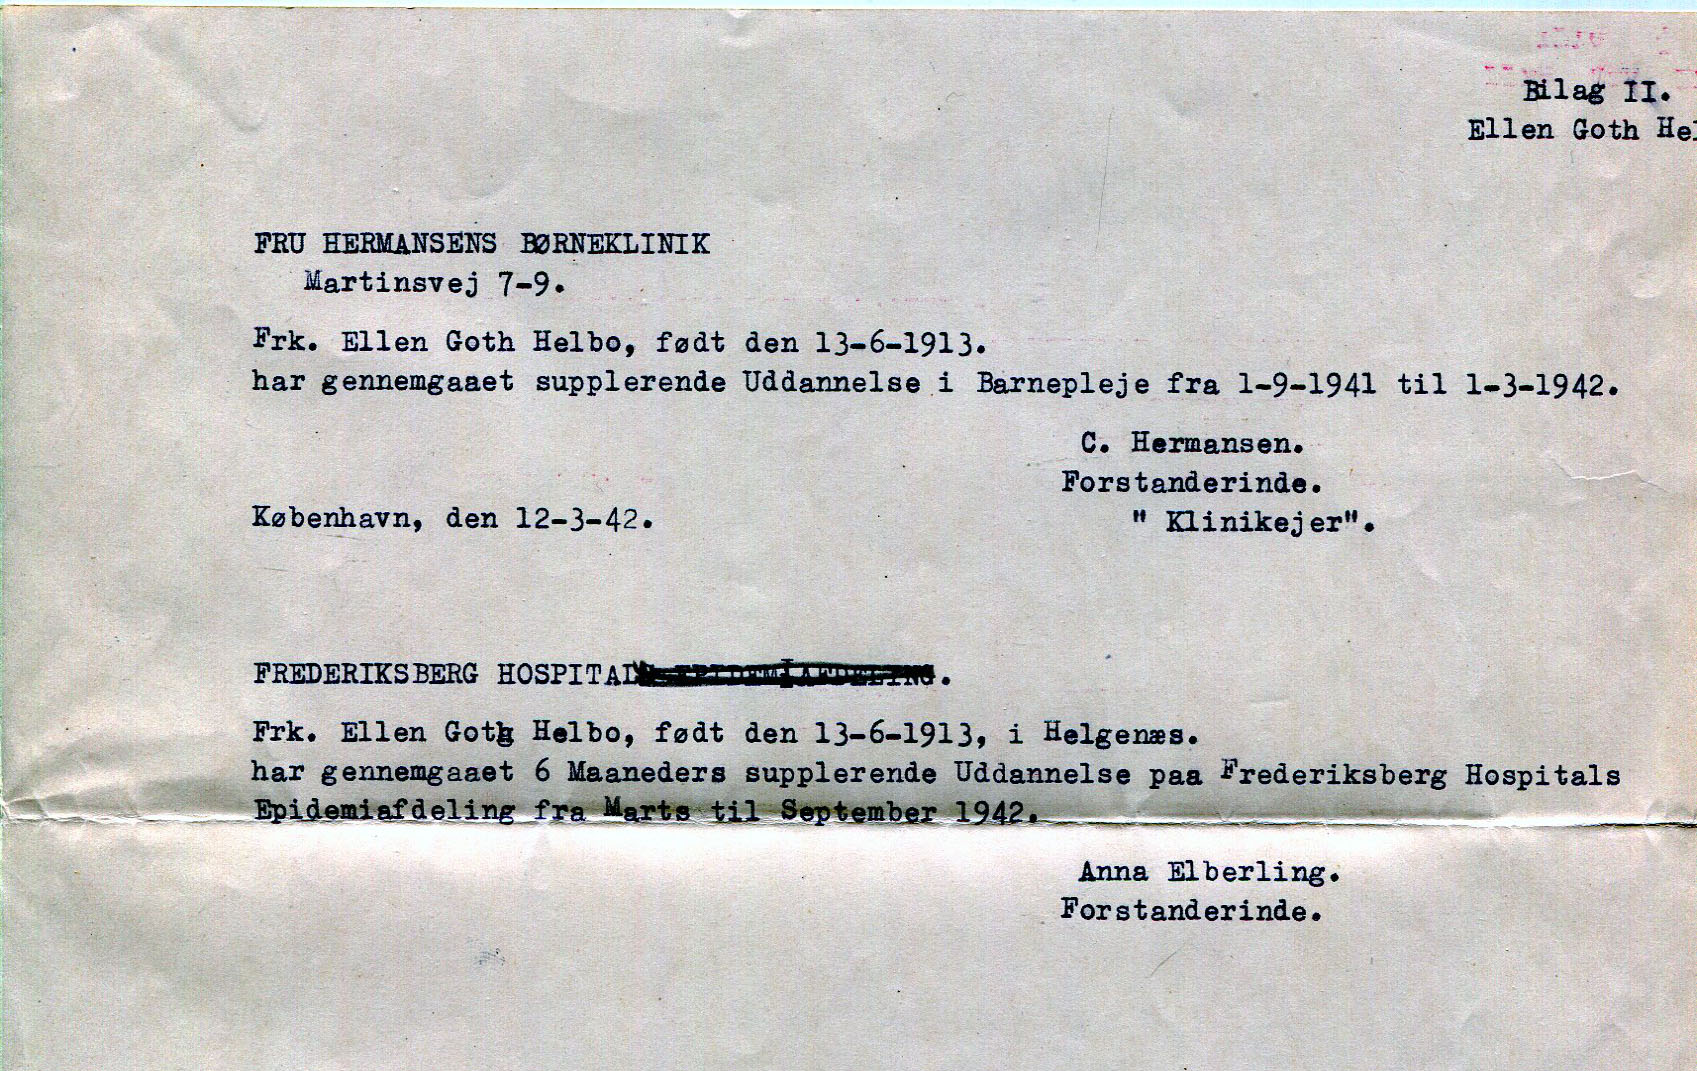 Bilag II.
Ellen Goth Hel
FRU HERMANSENS BØRNEKLINIK
Martinsvej 7-9.
Frk. Ellen Goth Helbo, født den 13-6-1913.
har gennemgaaet supplerende Uddannelse i Barnepleje fra 1-9-1941 til 1-3-1942.
C. Hermansen.
Forstanderinde.
København, den 12-3-42.
" Klinikejer".
FREDERIKSBERG HOSPITAL
Frk. Ellen Goth Helbo, født den 13-6-1913, i Helgenæs.
har gennemgaaet 6 Maaneders supplerende Uddannelse paa Frederiksberg Hospitals
Epidemiafdeling fra Marts til September 1942.
Anna Elberling.
Forstanderinde.